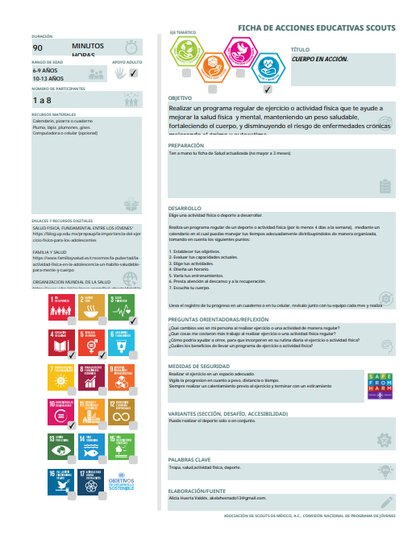 FICHA DE ACCIONES EDUCATIVAS SCOUTS
DURACIÓN
90 MINUTOS
HORAS
RANGO DE EDAD
APOYO ADULTO
6-9 AÑOS
10-13 AÑOS
NÚMERO DE PARTICIPANTES
1 a 8
RECURSOS MATERIALES
Calendario, pizarra o cuaderno
Pluma, lápiz, plumones, gises.
Computadora o celular (opcional)
ENLACES Y RECURSOS DIGITALES
SALUD FÍSICA, FUNDAMENTAL ENTRE LOS JÓVENES
FAMILIA Y SALUD
ORGANIZACION MUNDIAL DE LA SALUD
EJE TEMÁTICO
TÍTULO
CUERPO EN ACCIÓN.
OBJETIVO
Realizar un programa regular de ejercicio o actividad física que te ayude a
mejorar la salud física y mental, manteniendo un peso saludable,
fortaleciendo el cuerpo, y disminuyendo el riesgo de enfermedades crónicas
PREPARACIÓN
Ten a mano tu ficha de Salud actualizada (no mayor a 3 meses).
DESARROLLO
Elige una actividad física o deporte a desarrollar.
Realiza un programa regular de un deporte o actividad física (por lo menos 4 días a la semana), mediante un
calendario en el cual puedas manejar tus tiempos adecuadamente distribuyéndolos de manera organizada,
tomando en cuenta los siguientes puntos:
1. Establece tus objetivos.
2. Evalúa tus capacidades actuales.
3. Elige tus actividades.
4. Diseña un horario.
5. Varía tus entrenamientos.
6. Presta atención al descanso y a la recuperación.
7. Escucha tu cuerpo
Lleva el registro de tu progreso en un cuaderno o en tu celular, revísalo junto con tu equipo cada mes y realiza
PREGUNTAS ORIENTADORAS/REFLEXIÓN
¿Qué cambios ves en mi persona al realizar ejercicio o una actividad de manera regular?
¿Qué cosas me costaron más trabajo al realizar ejercicio o una actividad física regular?
¿Cómo podría ayudar a otros, para que incorporen en su rutina diaria el ejercicio o actividad física?
¿Cuáles son los beneficios de llevar un programa de ejercicio o actividad física?
MEDIDAS DE SEGURIDAD
Realizar el ejercicio en un espacio adecuado.
Vigila la progresión en cuanto a peso, distancia o tiempo.
Siempre realizar un calentamiento previo al ejercicio y terminar con un estiramiento
SAFE
FROM
HARM
VARIANTES (SECCIÓN, DESAFÍO, ACCESIBILIDAD)
Puede realizar el deporte solo o en conjunto.
PALABRAS CLAVE
Tropa, salud,actividad física, deporte.
ELABORACIÓN/FUENTE
OBJETIVOS
ASOCIACIÓN DE SCOUTS DE MÉXICO, A.C., COMISIÓN NACIONAL DE PROGRAMA DE JÓVENES